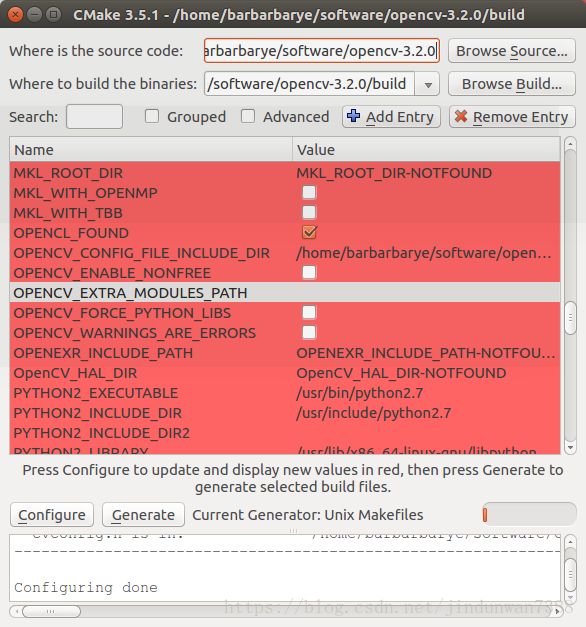 CMake 3.5.1 - /home/barbarbarye/software/opencv-3.2.0/build
Where is the source code: arbarbarye/software/opencv-3.2.0 Browse Source...
Where to build the binaries: /software/opencv-3.2.0/build Browse Build...
Search: Grouped Advanced Add Entry Remove Entry
Name Value
MKL_ROOT_DIR MKL_ROOT_DIR-NOTFOUND
MKL_WITH_OPENMP
MKL_WITH_TBB
OPENCL_FOUND
OPENCV_CONFIG_FILE_INCLUDE_DIR /home/barbarbarye/software/open...
OPENCV_ENABLE_NONFREE
OPENCV_EXTRA_MODULES_PATH
OPENCV_FORCE_PYTHON_LIBS
OPENCV_WARNINGS_ARE_ERRORS
OPENEXR_INCLUDE_PATH OPENEXR_INCLUDE_PATH-NOTFOU...
OpenCV_HAL_DIR OpenCV_HAL_DIR-NOTFOUND
PYTHON2_EXECUTABLE /usr/bin/python2.7
PYTHON2_INCLUDE_DIR /usr/include/python2.7
PYTHON2_INCLUDE_DIR2
PYTHON2_LIBRARY /usr/lib/x86_64-linux-gnu/libpython
Press Configure to update and display new values in red, then press Generate to
generate selected build files.
Configure Generate Current Generator: Unix Makefiles
cvconfig.h is in: /home/barbarbarye/software/o
Configuring done
https://blog.csdn.net/jindunwan7388